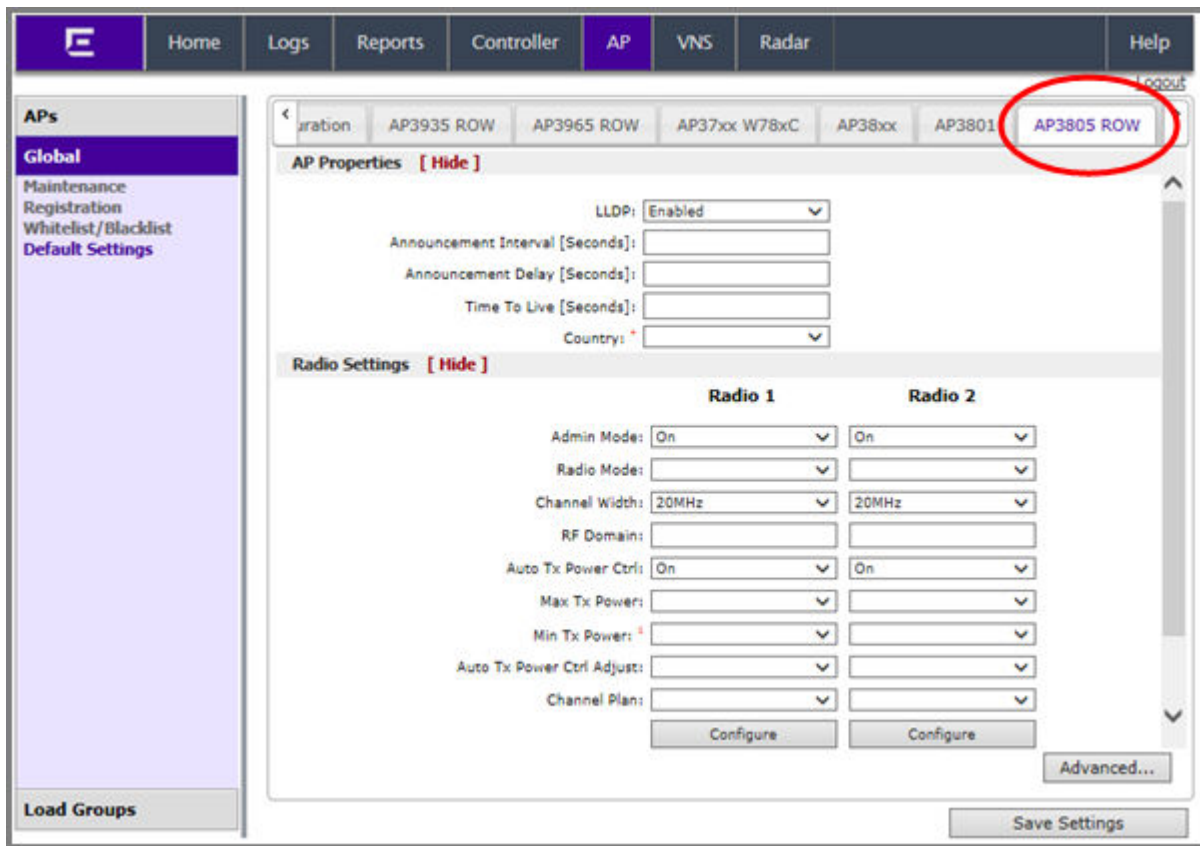 Home Logs Reports Controller AP VNS Radar Help
Logout
APs
Global
Maintenance
Registration
Whitelist/Blacklist
Default Settings
Load Groups
uration AP3935 ROW AP3965 ROW AP37xx W78xC AP38xx AP3801 AP3805 ROW
AP Properties [ Hide ]
LLDP: Enabled
Announcement Interval [Seconds]:
Announcement Delay [Seconds]:
Time To Live [Seconds]:
Country: *
Radio Settings [ Hide ]
Radio 1 Radio 2
Admin Mode: On On
Radio Mode:
Channel Width: 20MHz 20MHz
RF Domain:
Auto Tx Power Ctrl: On On
Max Tx Power:
Min Tx Power:
Auto Tx Power Ctrl Adjust:
Channel Plan:
Configure Configure
Advanced...
Save Settings